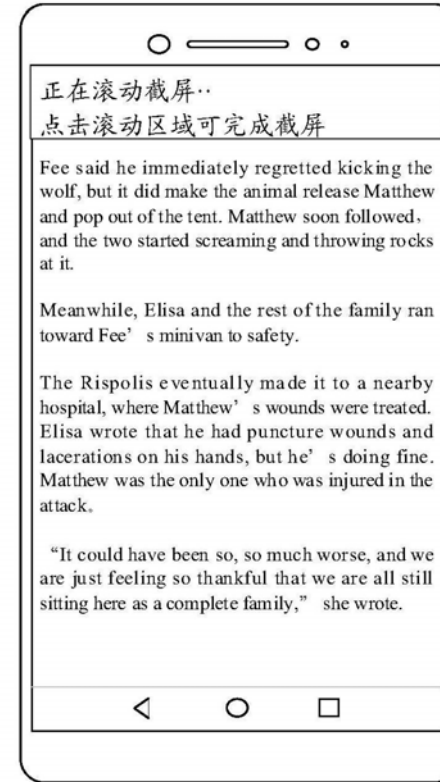 正在滚动截屏··
点击滚动区域可完成截屏
Fee said he immediately regretted kicking the
wolf, but it did make the animal release Matthew
and pop out of the tent. Matthew soon followed，
and the two started screaming and throwing rocks
at it.
Meanwhile, Elisa and the rest of the family ran
toward Fee’s minivan to safety.
The Rispolis eventually made it to a nearby
hospital, where Matthew’s wounds were treated.
Elisa wrote that he had puncture wounds and
lacerations on his hands, but he’s doing fine.
Matthew was the only one who was injured in the
attack。
“It could have been so, so much worse, and we
are just feeling so thankful that we are all still
sitting here as a complete family,” she wrote.